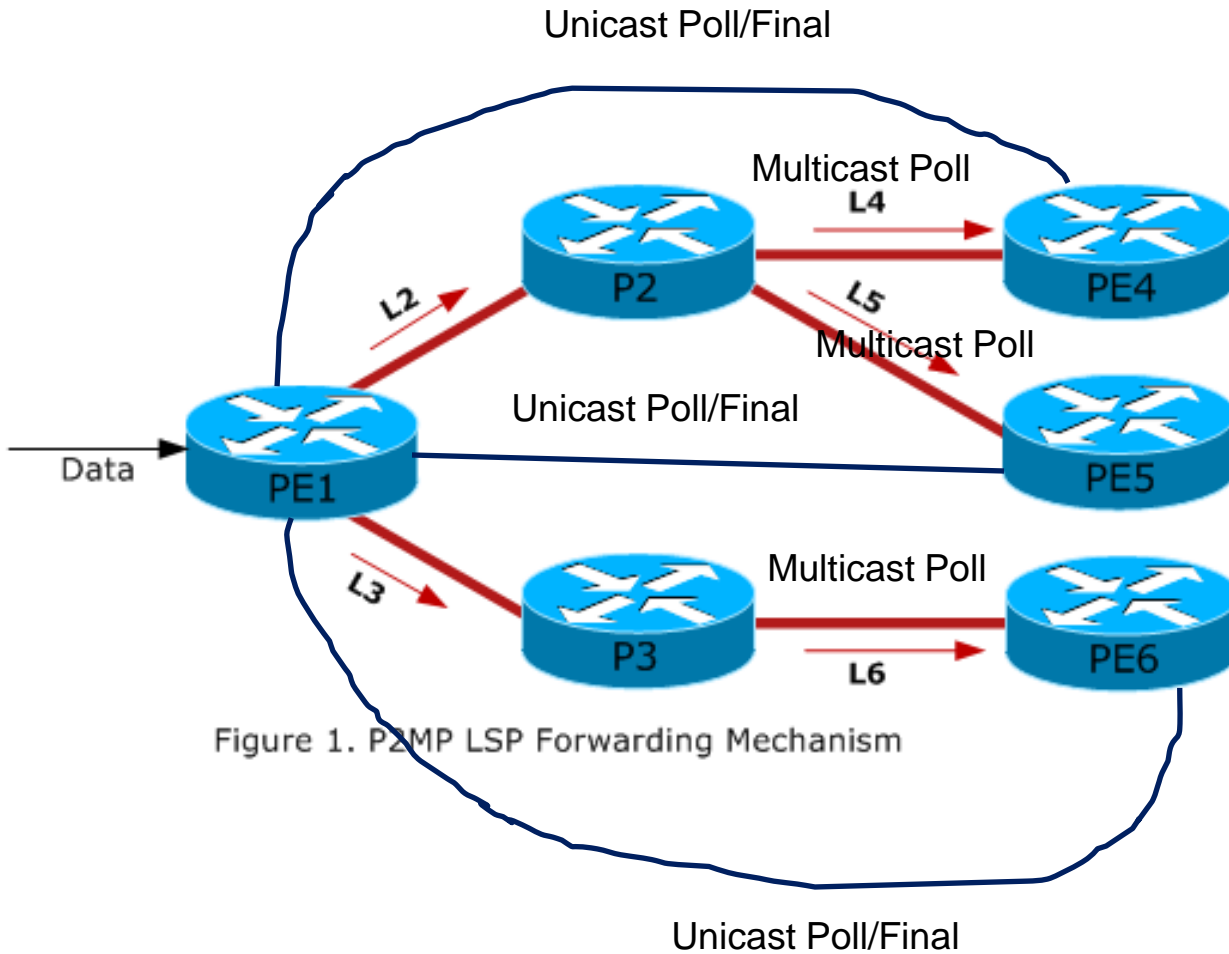 Unicast Poll/Final
Multicast Poll
L4
P2
PE4
L2
L5
Multicast Poll
Unicast Poll/Final
Data
PE1
PE5
L3
Multicast Poll
P3
L6
PE6
Figure 1. P2MP LSP Forwarding Mechanism
Unicast Poll/Final